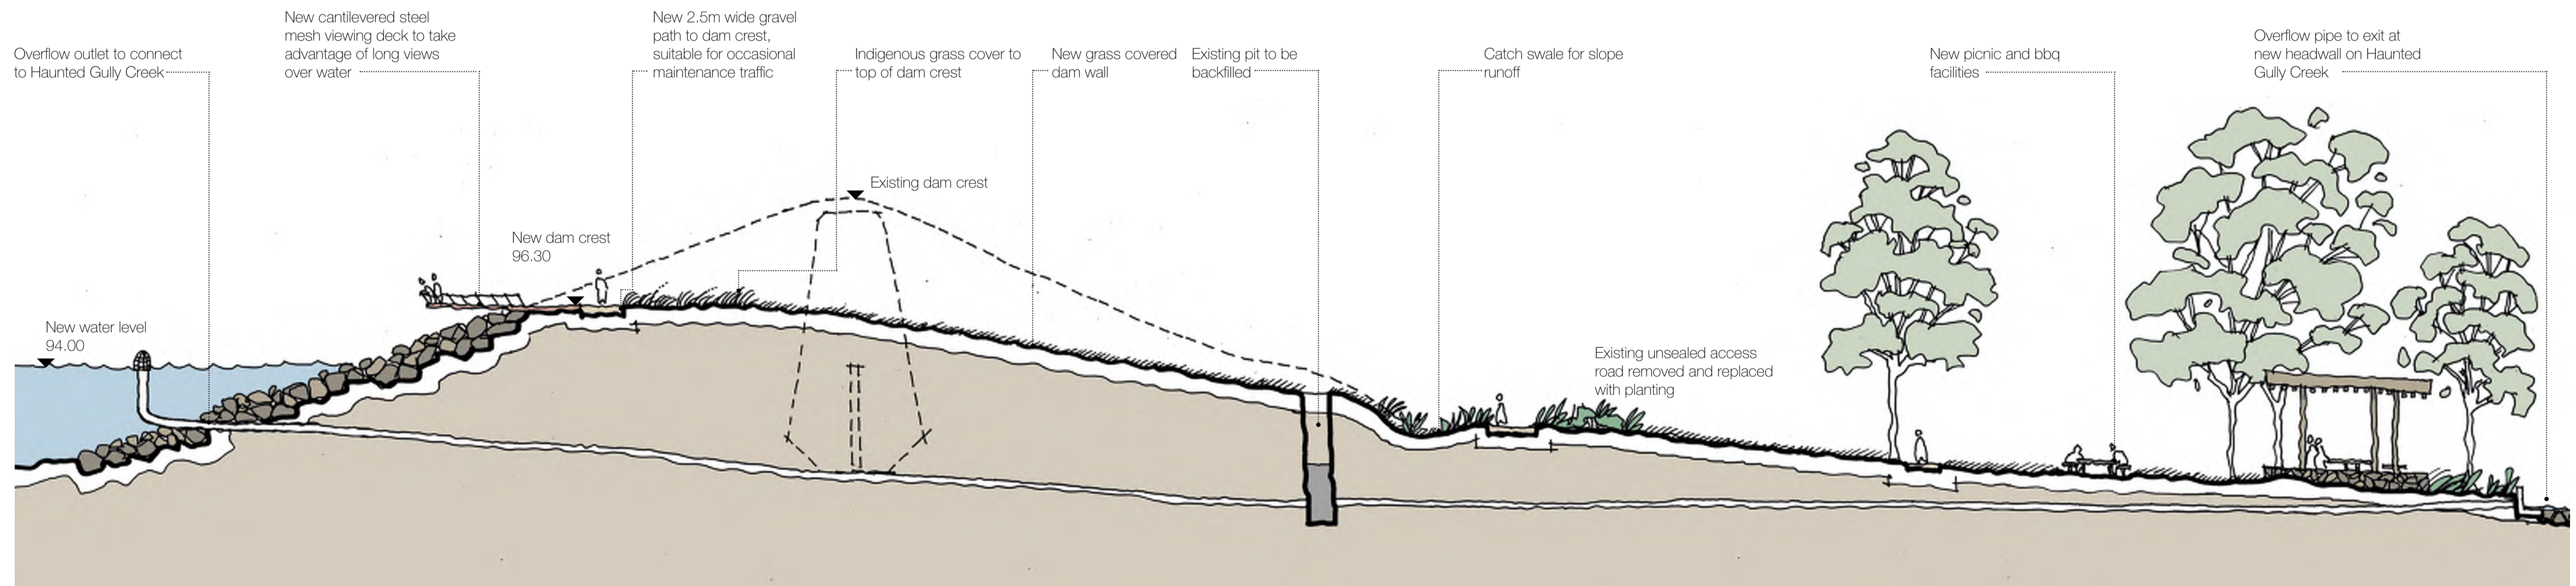 Overflow outlet to connect
to Haunted Gully Creek
New cantilevered steel
mesh viewing deck to take
advantage of long views
over water
New 2.5m wide gravel
path to dam crest,
suitable for occasional
maintenance traffic
Indigenous grass cover to
top of dam crest
New grass covered
dam wall
Existing pit to be
backfilled
Catch swale for slope
runoff
New picnic and bbq
facilities
Overflow pipe to exit at
new headwall on Haunted
Gully Creek
Existing dam crest
New dam crest
96.30
New water level
94.00
Existing unsealed access
road removed and replaced
with planting